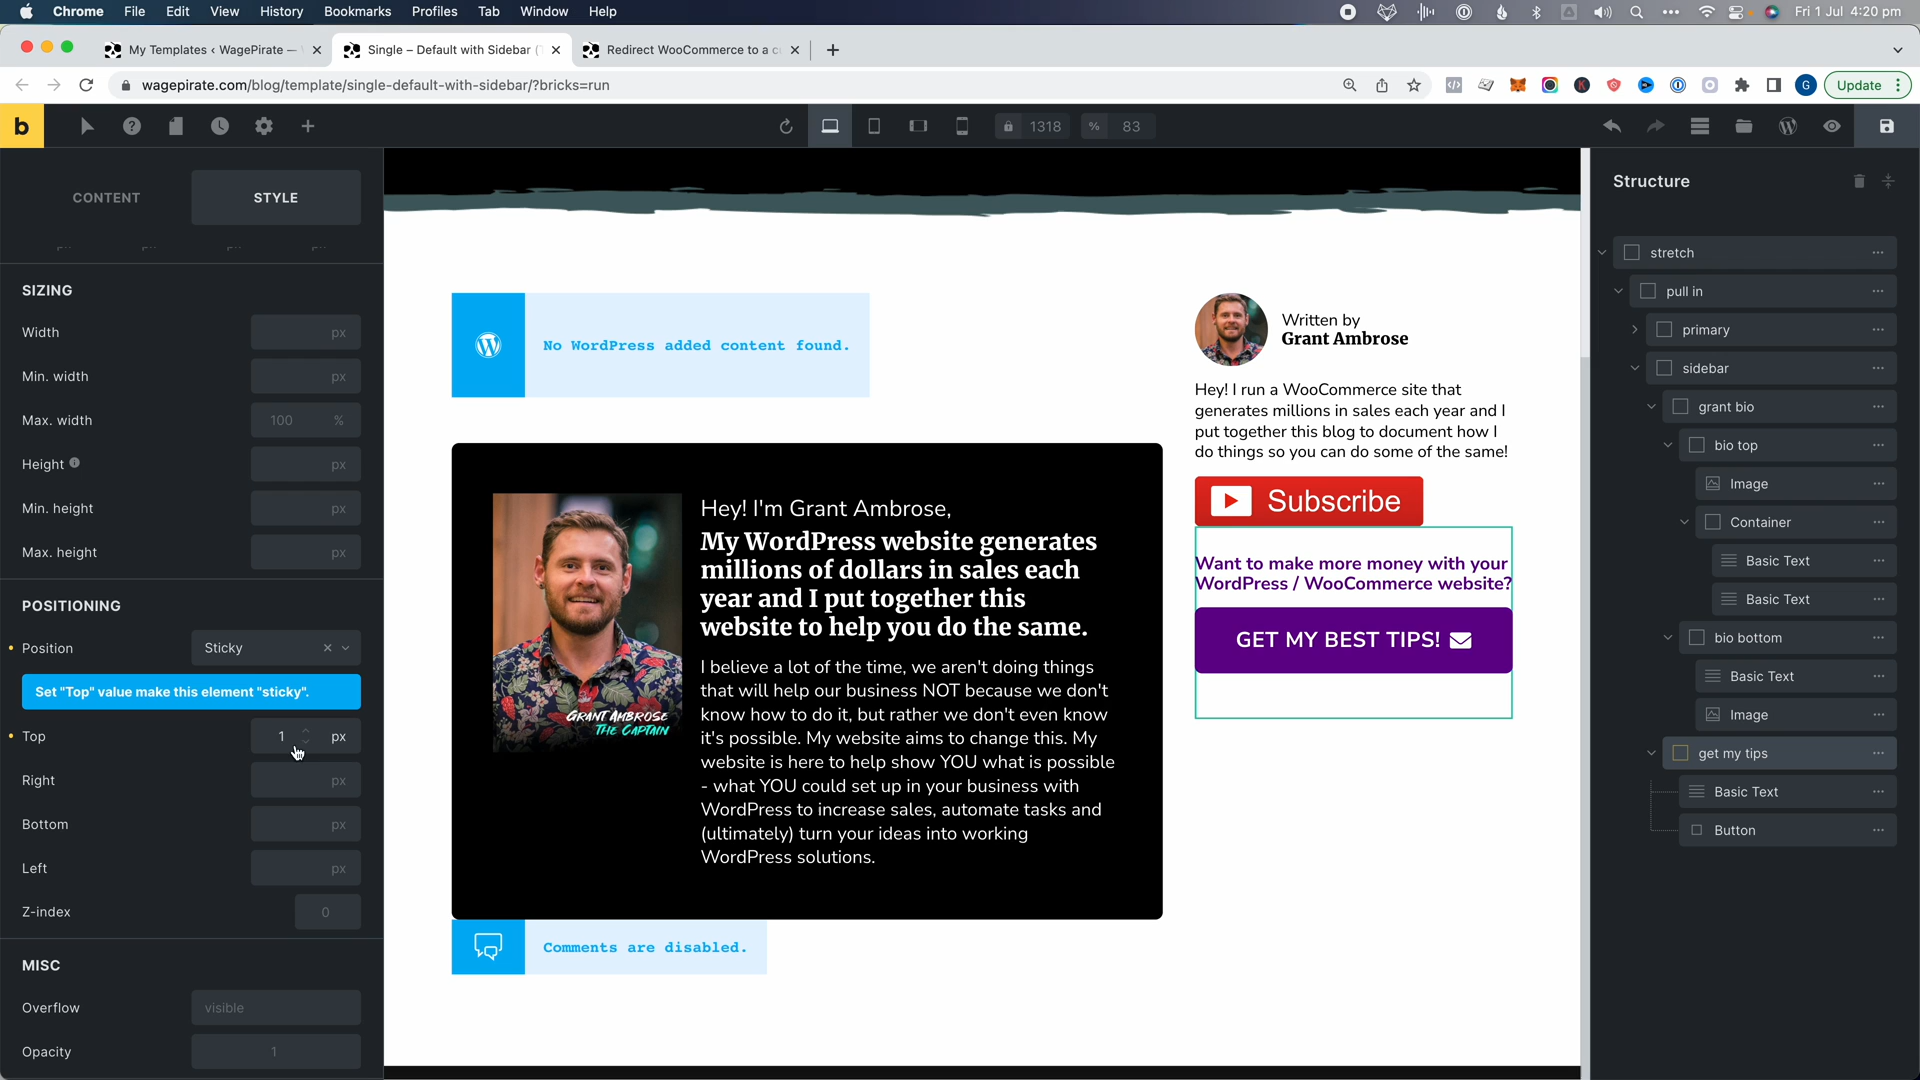 Chrome File Edit View History Bookmarks Profiles Tab Window Help
Fri 1 Jul 4:20 pm
My Templates ‹ WagePirate —
Single – Default with Sidebar (
Redirect WooCommerce to a c
wagepirate.com/blog/template/single-default-with-sidebar/?bricks=run
G
Update
b
1318
% 83
CONTENT
STYLE
SIZING
Width px
Min. width px
Max. width 100 %
Height px
Min. height px
Max. height px
POSITIONING
Position Sticky
Set "Top" value make this element "sticky".
Top 1 px
Right px
Bottom px
Left px
Z-index 0
MISC
Overflow visible
Opacity 1
No WordPress added content found.
Hey! I'm Grant Ambrose,
My WordPress website generates
millions of dollars in sales each
year and I put together this
website to help you do the same.
I believe a lot of the time, we aren't doing things
that will help our business NOT because we don't
know how to do it, but rather we don't even know
it's possible. My website aims to change this. My
website is here to help show YOU what is possible
- what YOU could set up in your business with
WordPress to increase sales, automate tasks and
(ultimately) turn your ideas into working
WordPress solutions.
GRANT AMBROSE
THE CAPTAIN
Comments are disabled.
Written by
Grant Ambrose
Hey! I run a WooCommerce site that
generates millions in sales each year and I
put together this blog to document how I
do things so you can do some of the same!
Subscribe
Want to make more money with your
WordPress / WooCommerce website?
GET MY BEST TIPS!
Structure
stretch
pull in
primary
sidebar
grant bio
bio top
Image
Container
Basic Text
Basic Text
bio bottom
Basic Text
Image
get my tips
Basic Text
Button